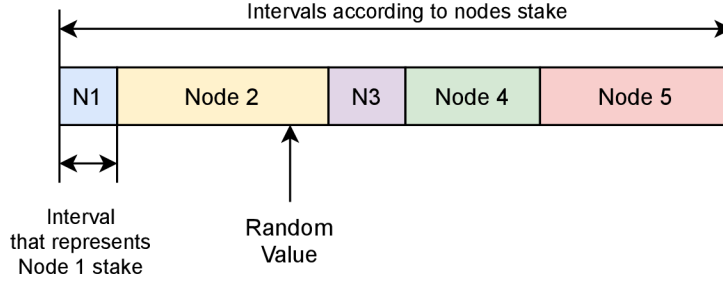 Intervals according to nodes stake
N1
Node 2
N3
Node 4
Node 5
Interval
that represents
Node 1 stake
Random
Value